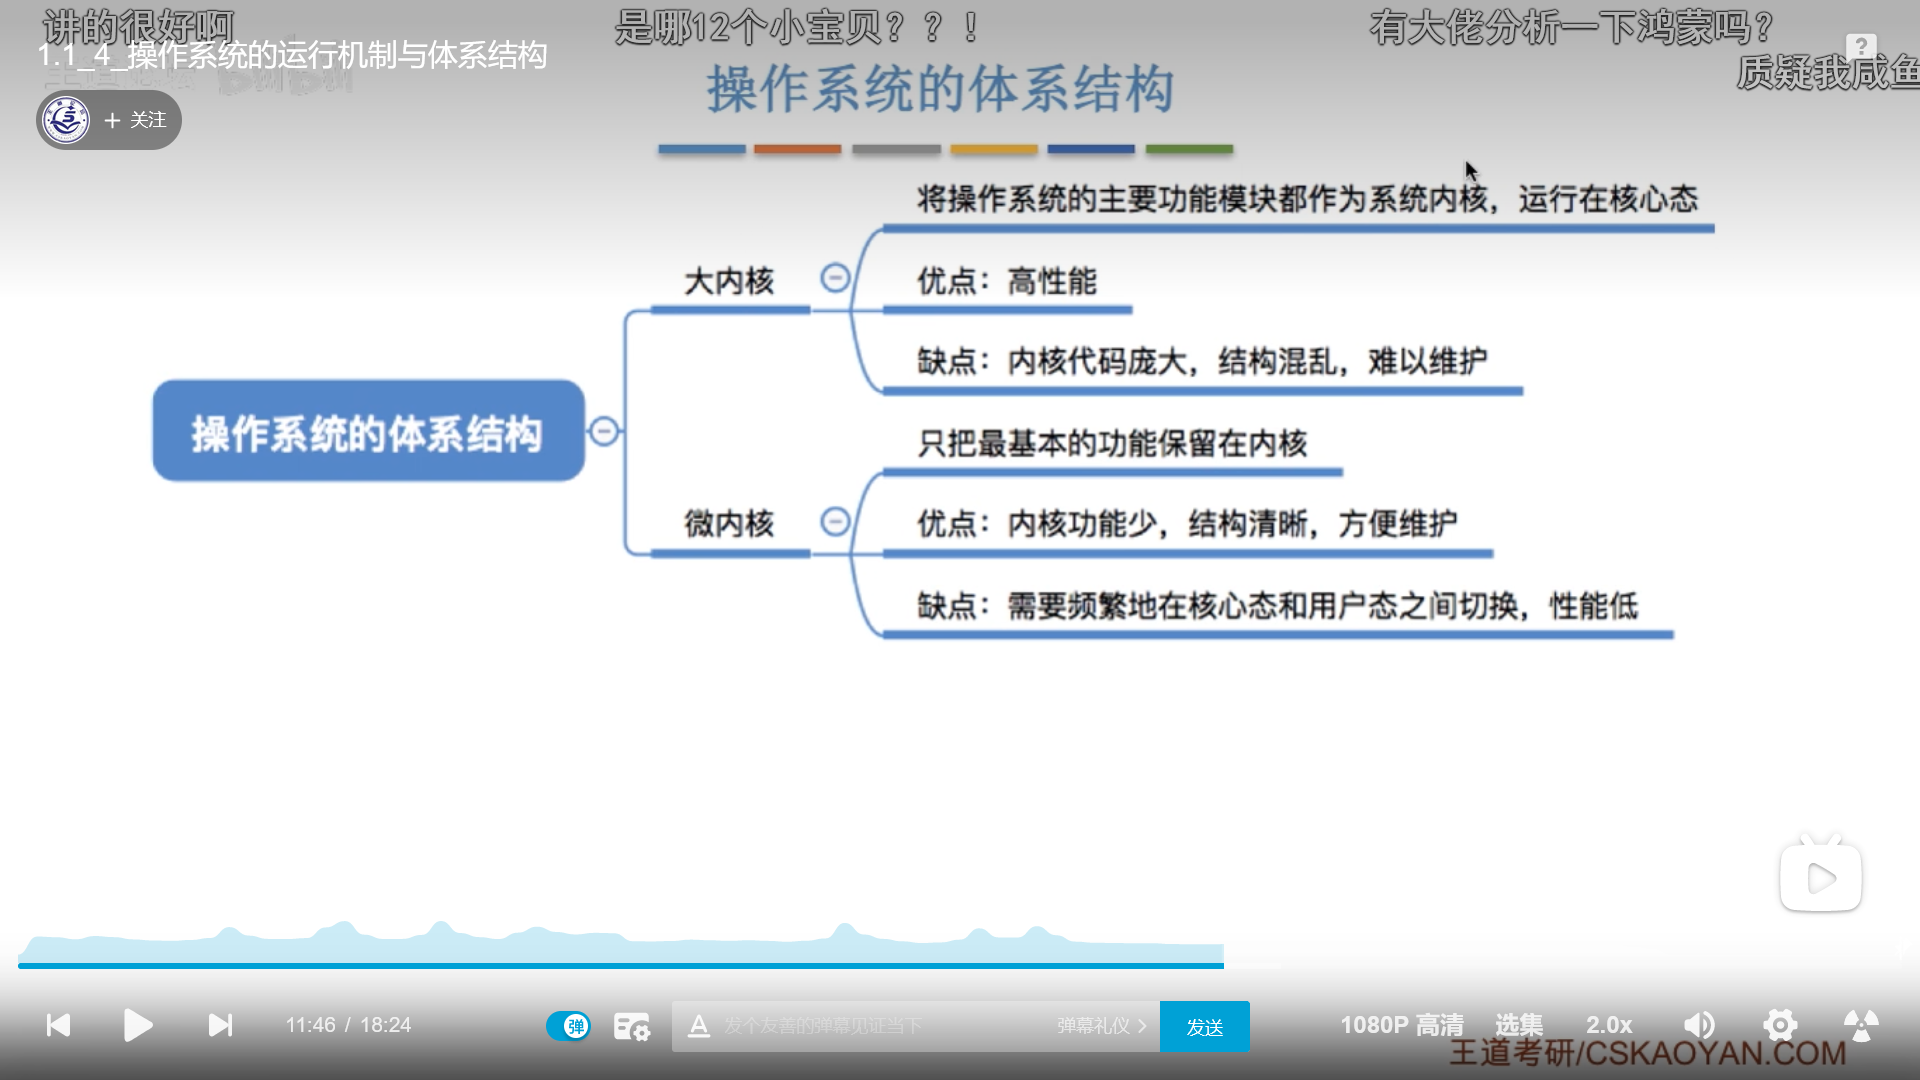 讲的很好啊
是哪12个小宝贝？？！
有大佬分析一下鸿蒙吗？
1.1_4_操作系统的运行机制与体系结构
质疑我咸鱼
操作系统的体系结构
+ 关注
将操作系统的主要功能模块都作为系统内核，运行在核心态
大内核
优点：高性能
缺点：内核代码庞大，结构混乱，难以维护
操作系统的体系结构
只把最基本的功能保留在内核
微内核
优点：内核功能少，结构清晰，方便维护
缺点：需要频繁地在核心态和用户态之间切换，性能低
11:46 / 18:24
弹
发个友善的弹幕见证当下
弹幕礼仪
发送
1080P 高清
选集
2.0x
王道考研/CSKAOYAN.COM